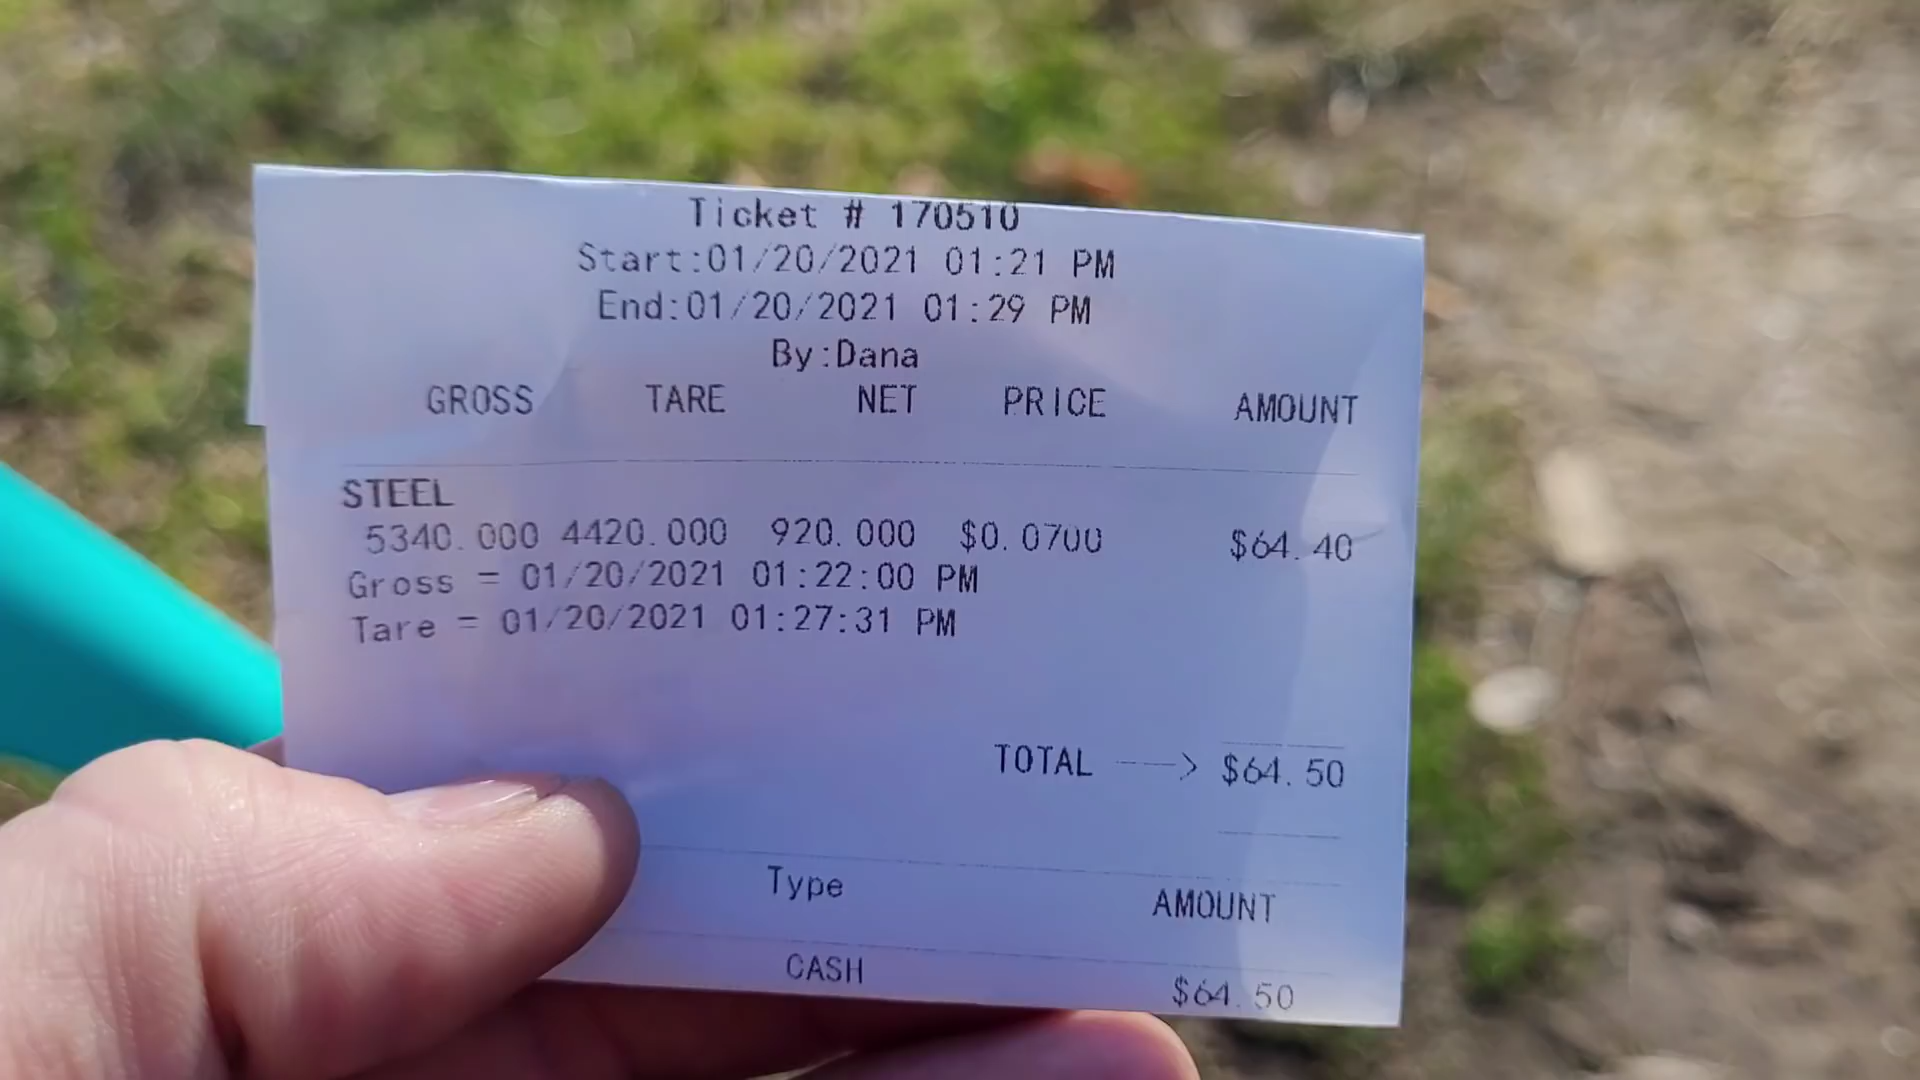 Ticket # 170510
Start:01/20/2021 01:21 PM
End:01/20/2021 01:29 PM
By:Dana
GROSS TARE NET PRICE AMOUNT
STEEL
5340.000 4420.000 920.000 $0.0700 $64.40
Gross = 01/20/2021 01:22:00 PM
Tare = 01/20/2021 01:27:31 PM
TOTAL ---> $64.50
Type AMOUNT
CASH $64.50